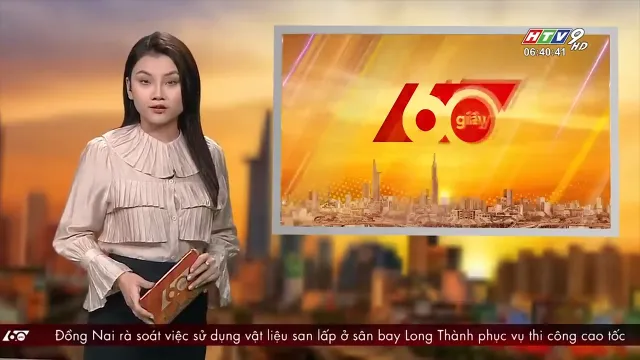 HTV9 HD
06:40:41
60 giây
60
60 Đồng Nai rà soát việc sử dụng vật liệu san lấp ở sân bay Long Thành phục vụ thi công cao tốc